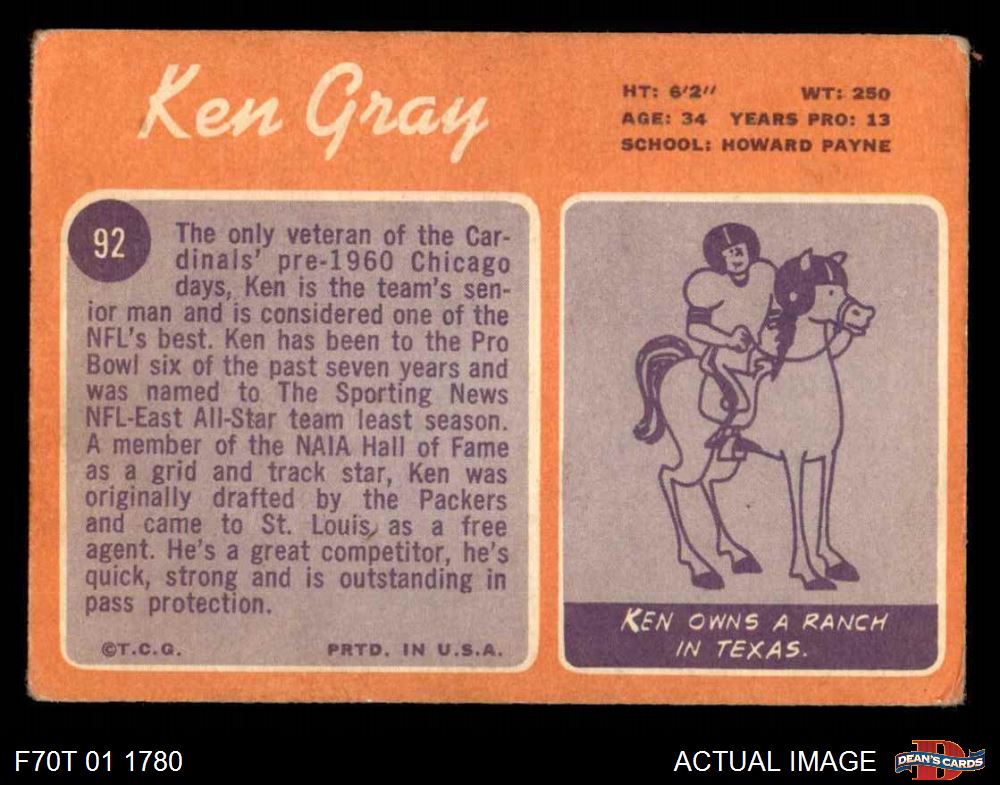 Ken Gray
HT: 6'2" WT: 250
AGE: 34 YEARS PRO: 13
SCHOOL: HOWARD PAYNE
92
The only veteran of the Car-
dinals' pre-1960 Chicago
days, Ken is the team's sen-
ior man and is considered one of the
NFL's best. Ken has been to the Pro
Bowl six of the past seven years and
was named to The Sporting News
NFL-East All-Star team least season.
A member of the NAIA Hall of Fame
as a grid and track star, Ken was
originally drafted by the Packers
and came to St. Louis as a free
agent. He's a great competitor, he's
quick, strong and is outstanding in
pass protection.
©T.C.G. PRTD. IN U.S.A.
KEN OWNS A RANCH
IN TEXAS.
F70T 01 1780
ACTUAL IMAGE
D
DEAN'S CARDS